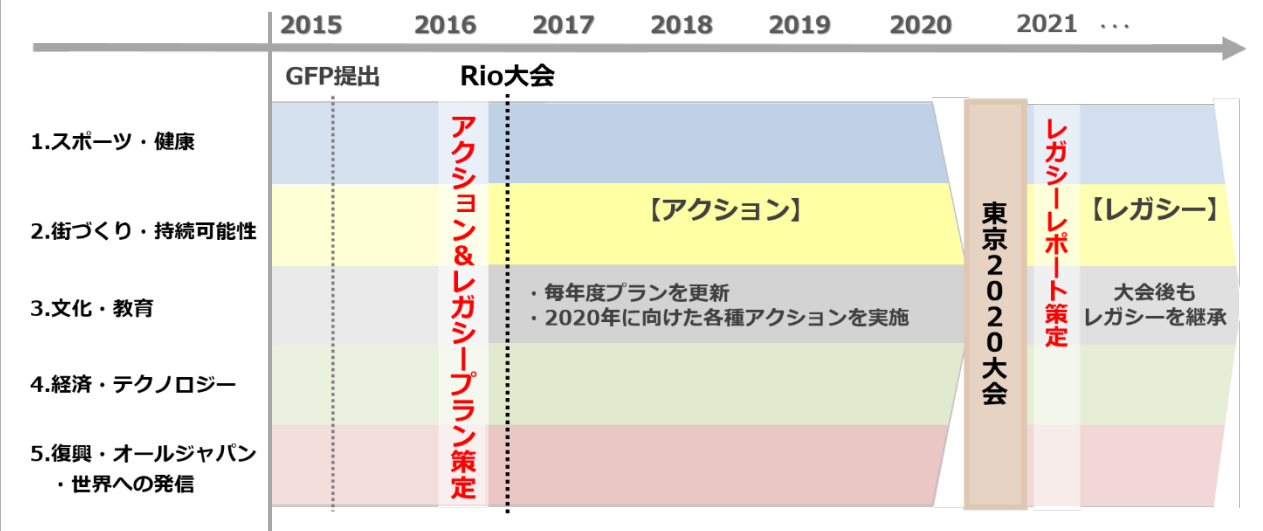 2015 2016 2017 2018 2019 2020 2021 ...
GFP提出 Rio大会
1.スポーツ・健康
2.街づくり・持続可能性
3.文化・教育
4.経済・テクノロジー
5.復興・オールジャパン
・世界への発信
アクション&レガシープラン策定
【アクション】
・毎年度プランを更新
・2020年に向けた各種アクションを実施
東京2020大会
レガシーレポート策定
【レガシー】
大会後も
レガシーを継承